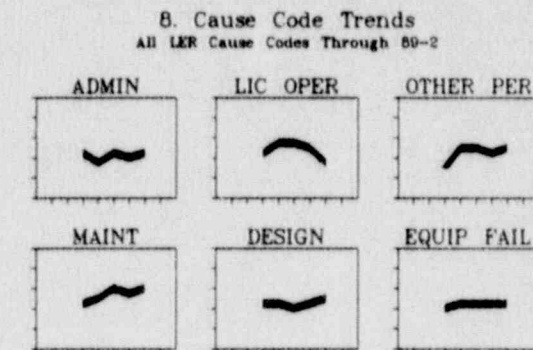 8. Cause Code Trends
All LER Cause Codes Through 89-2
ADMIN
LIC OPER
OTHER PER
MAINT
DESIGN
EQUIP FAIL